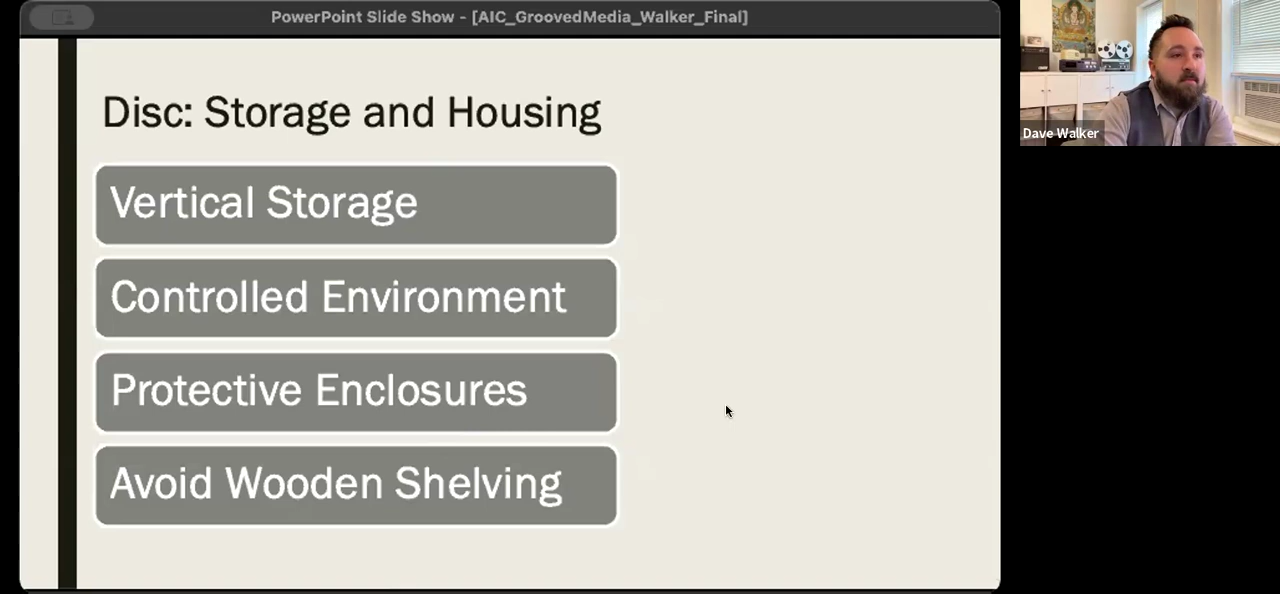 PowerPoint Slide Show - [AIC_GroovedMedia_Walker_Final]
Disc: Storage and Housing
Vertical Storage
Controlled Environment
Protective Enclosures
Avoid Wooden Shelving
Dave Walker